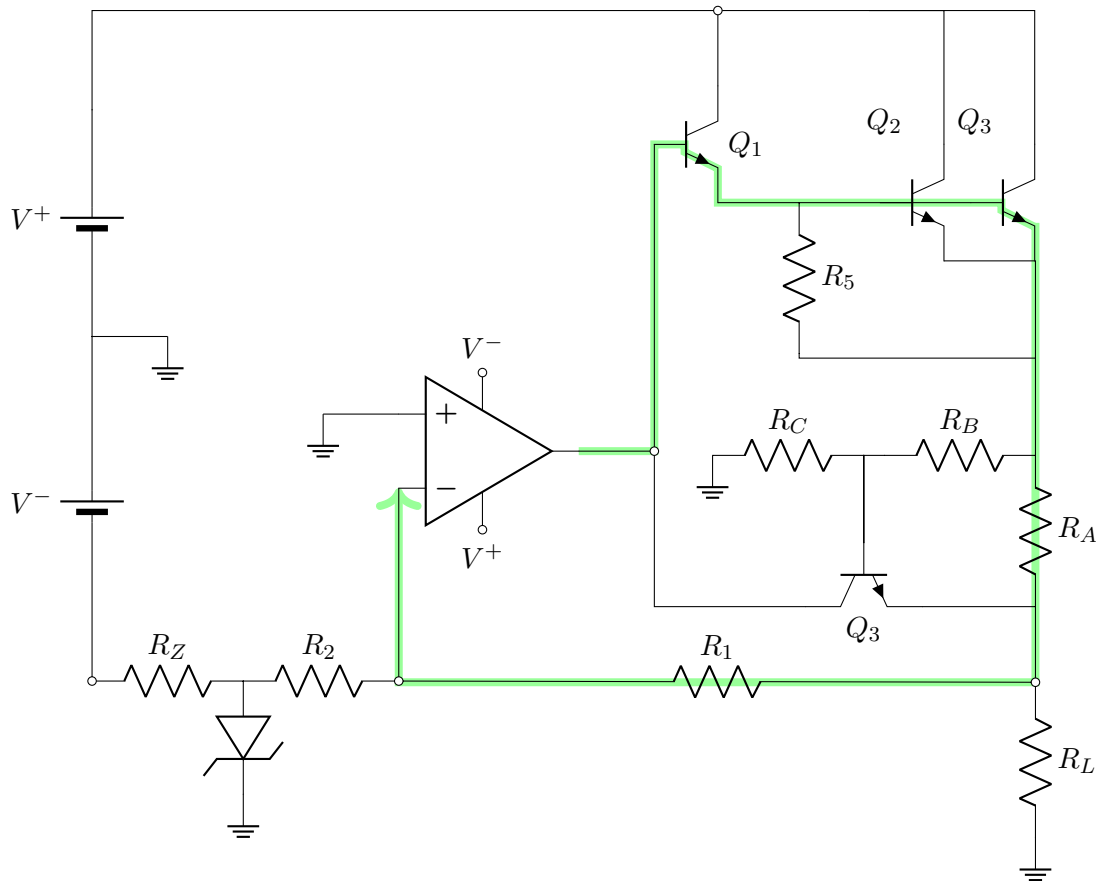 Q₂ Q₃
Q₁
V⁺
R₅
V⁻
+
R_C R_B
V⁻
−
R_A
V⁺
Q₃
R_Z R₂ R₁
R_L